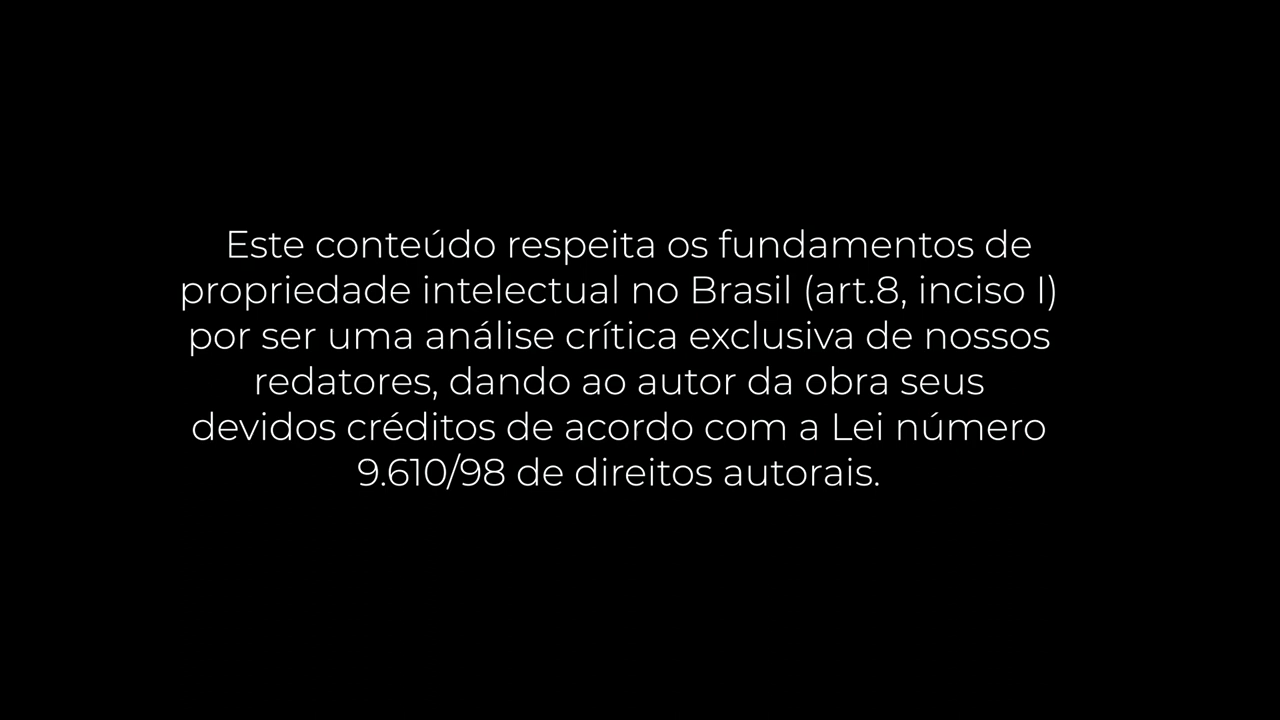 Este conteúdo respeita os fundamentos de
propriedade intelectual no Brasil (art.8, inciso I)
por ser uma análise crítica exclusiva de nossos
redatores, dando ao autor da obra seus
devidos créditos de acordo com a Lei número
9.610/98 de direitos autorais.